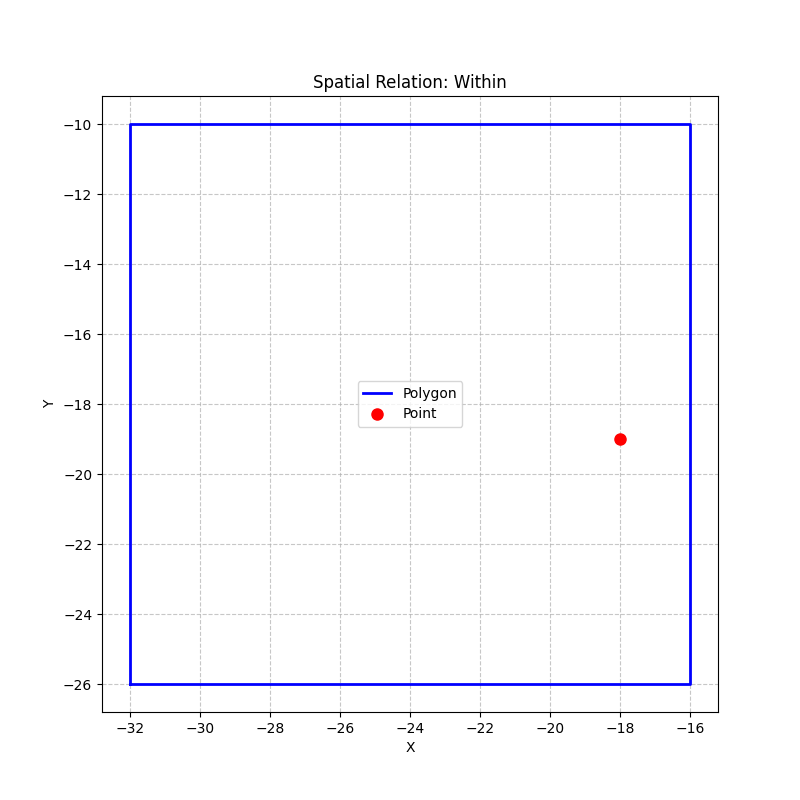 Spatial Relation: Within
Y
−10
−12
−14
−16
−18
−20
−22
−24
−26
Polygon
Point
−32 −30 −28 −26 −24 −22 −20 −18 −16
X